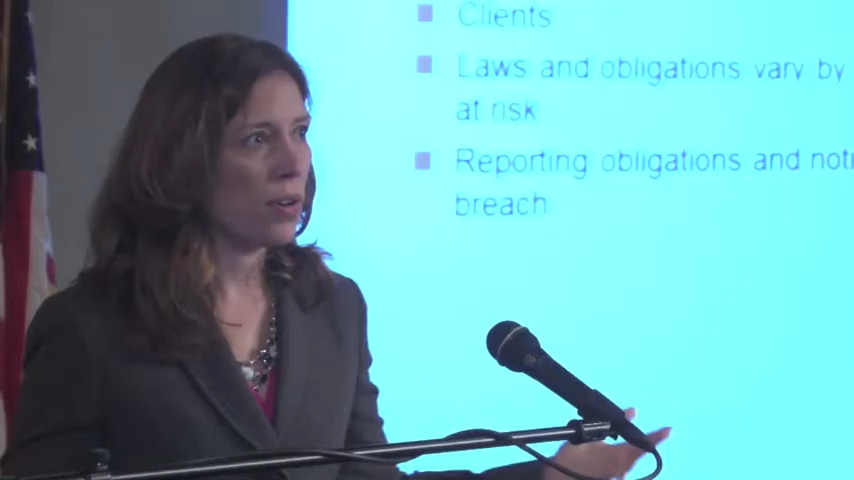 Clients
Laws and obligations vary by
at risk
Reporting obligations and noti
breach